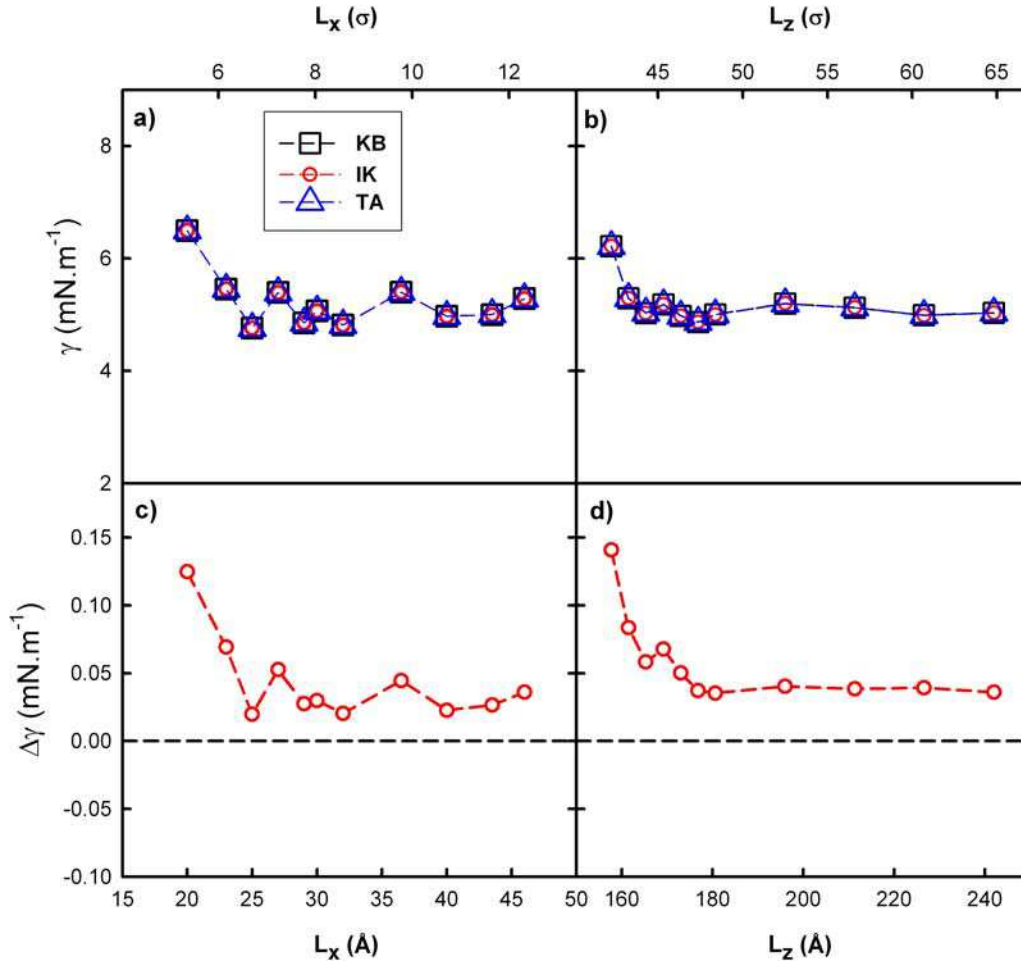 Lx (σ)
Lz (σ)
6 8 10 12
45 50 55 60 65
a)
b)
KB
IK
TA
8
6
4
2
γ (mN.m-1)
c)
d)
0.15
0.10
0.05
0.00
-0.05
-0.10
Δγ (mN.m-1)
15 20 25 30 35 40 45 50
160 180 200 220 240
Lx (Å)
Lz (Å)